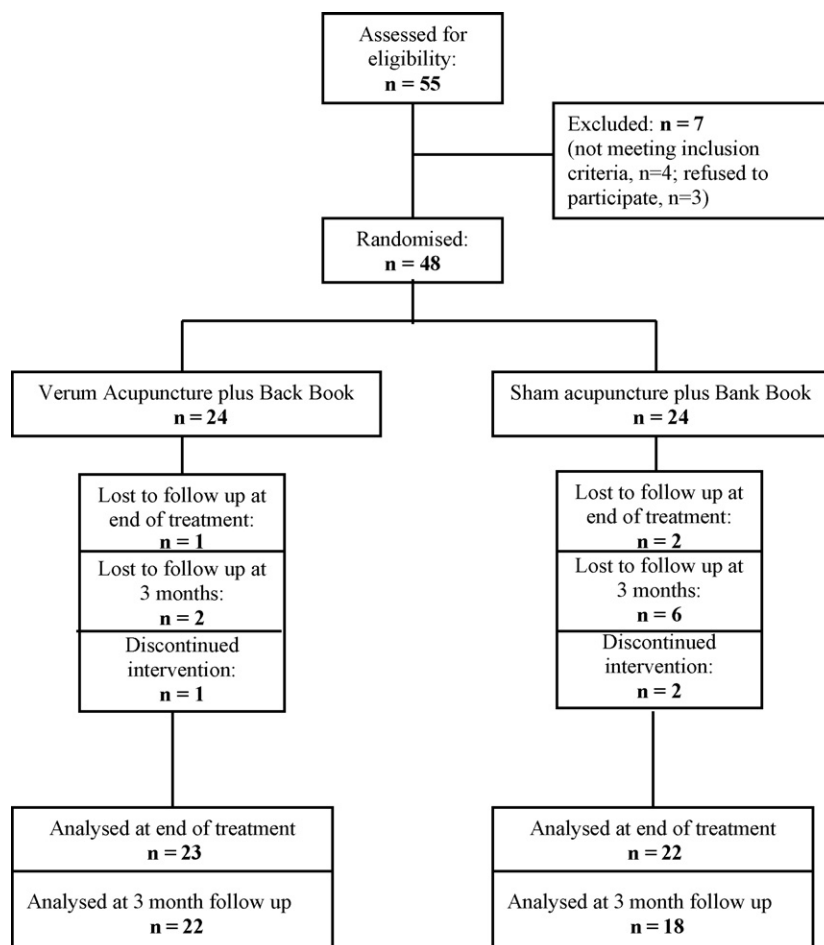 Assessed for
eligibility:
n = 55
Excluded: n = 7
(not meeting inclusion
criteria, n=4; refused to
participate, n=3)
Randomised:
n = 48
Verum Acupuncture plus Back Book
n = 24
Sham acupuncture plus Bank Book
n = 24
Lost to follow up at
end of treatment:
n = 1
Lost to follow up at
3 months:
n = 2
Discontinued
intervention:
n = 1
Lost to follow up at
end of treatment:
n = 2
Lost to follow up at
3 months:
n = 6
Discontinued
intervention:
n = 2
Analysed at end of treatment
n = 23
Analysed at 3 month follow up
n = 22
Analysed at end of treatment
n = 22
Analysed at 3 month follow up
n = 18